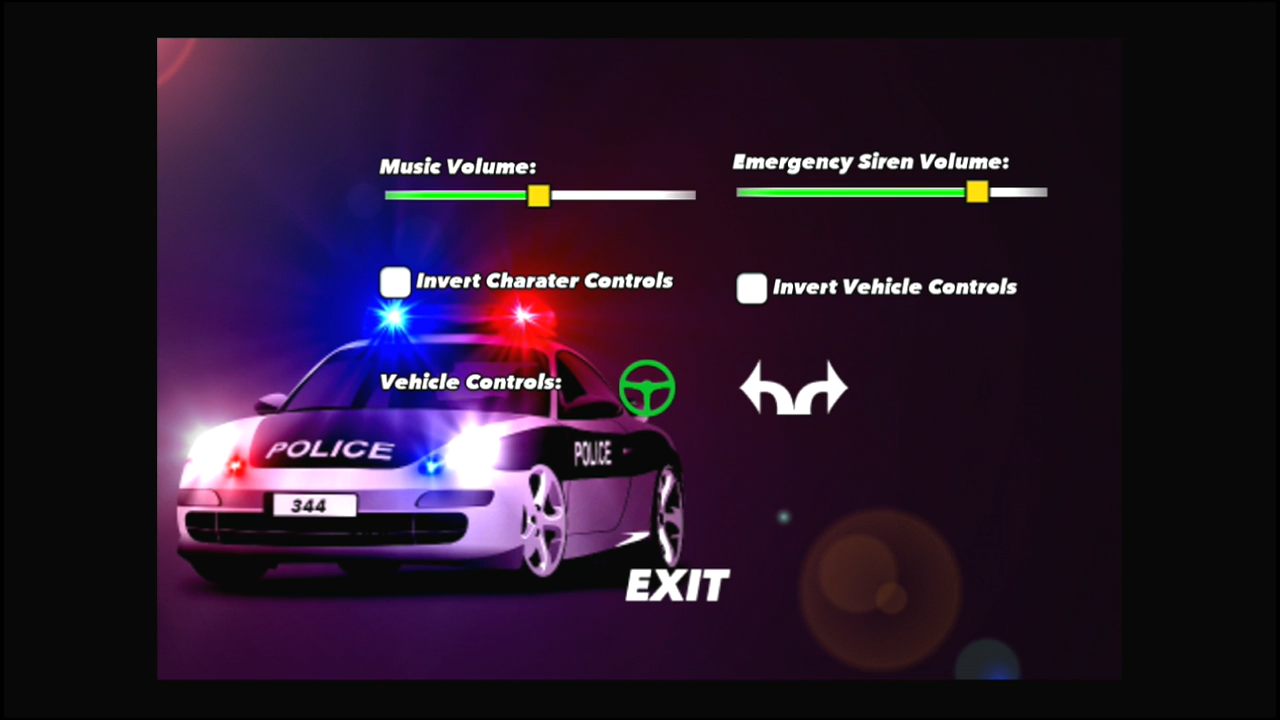 Music Volume:
Emergency Siren Volume:
Invert Charater Controls
Invert Vehicle Controls
Vehicle Controls:
POLICE
POLICE
344
EXIT